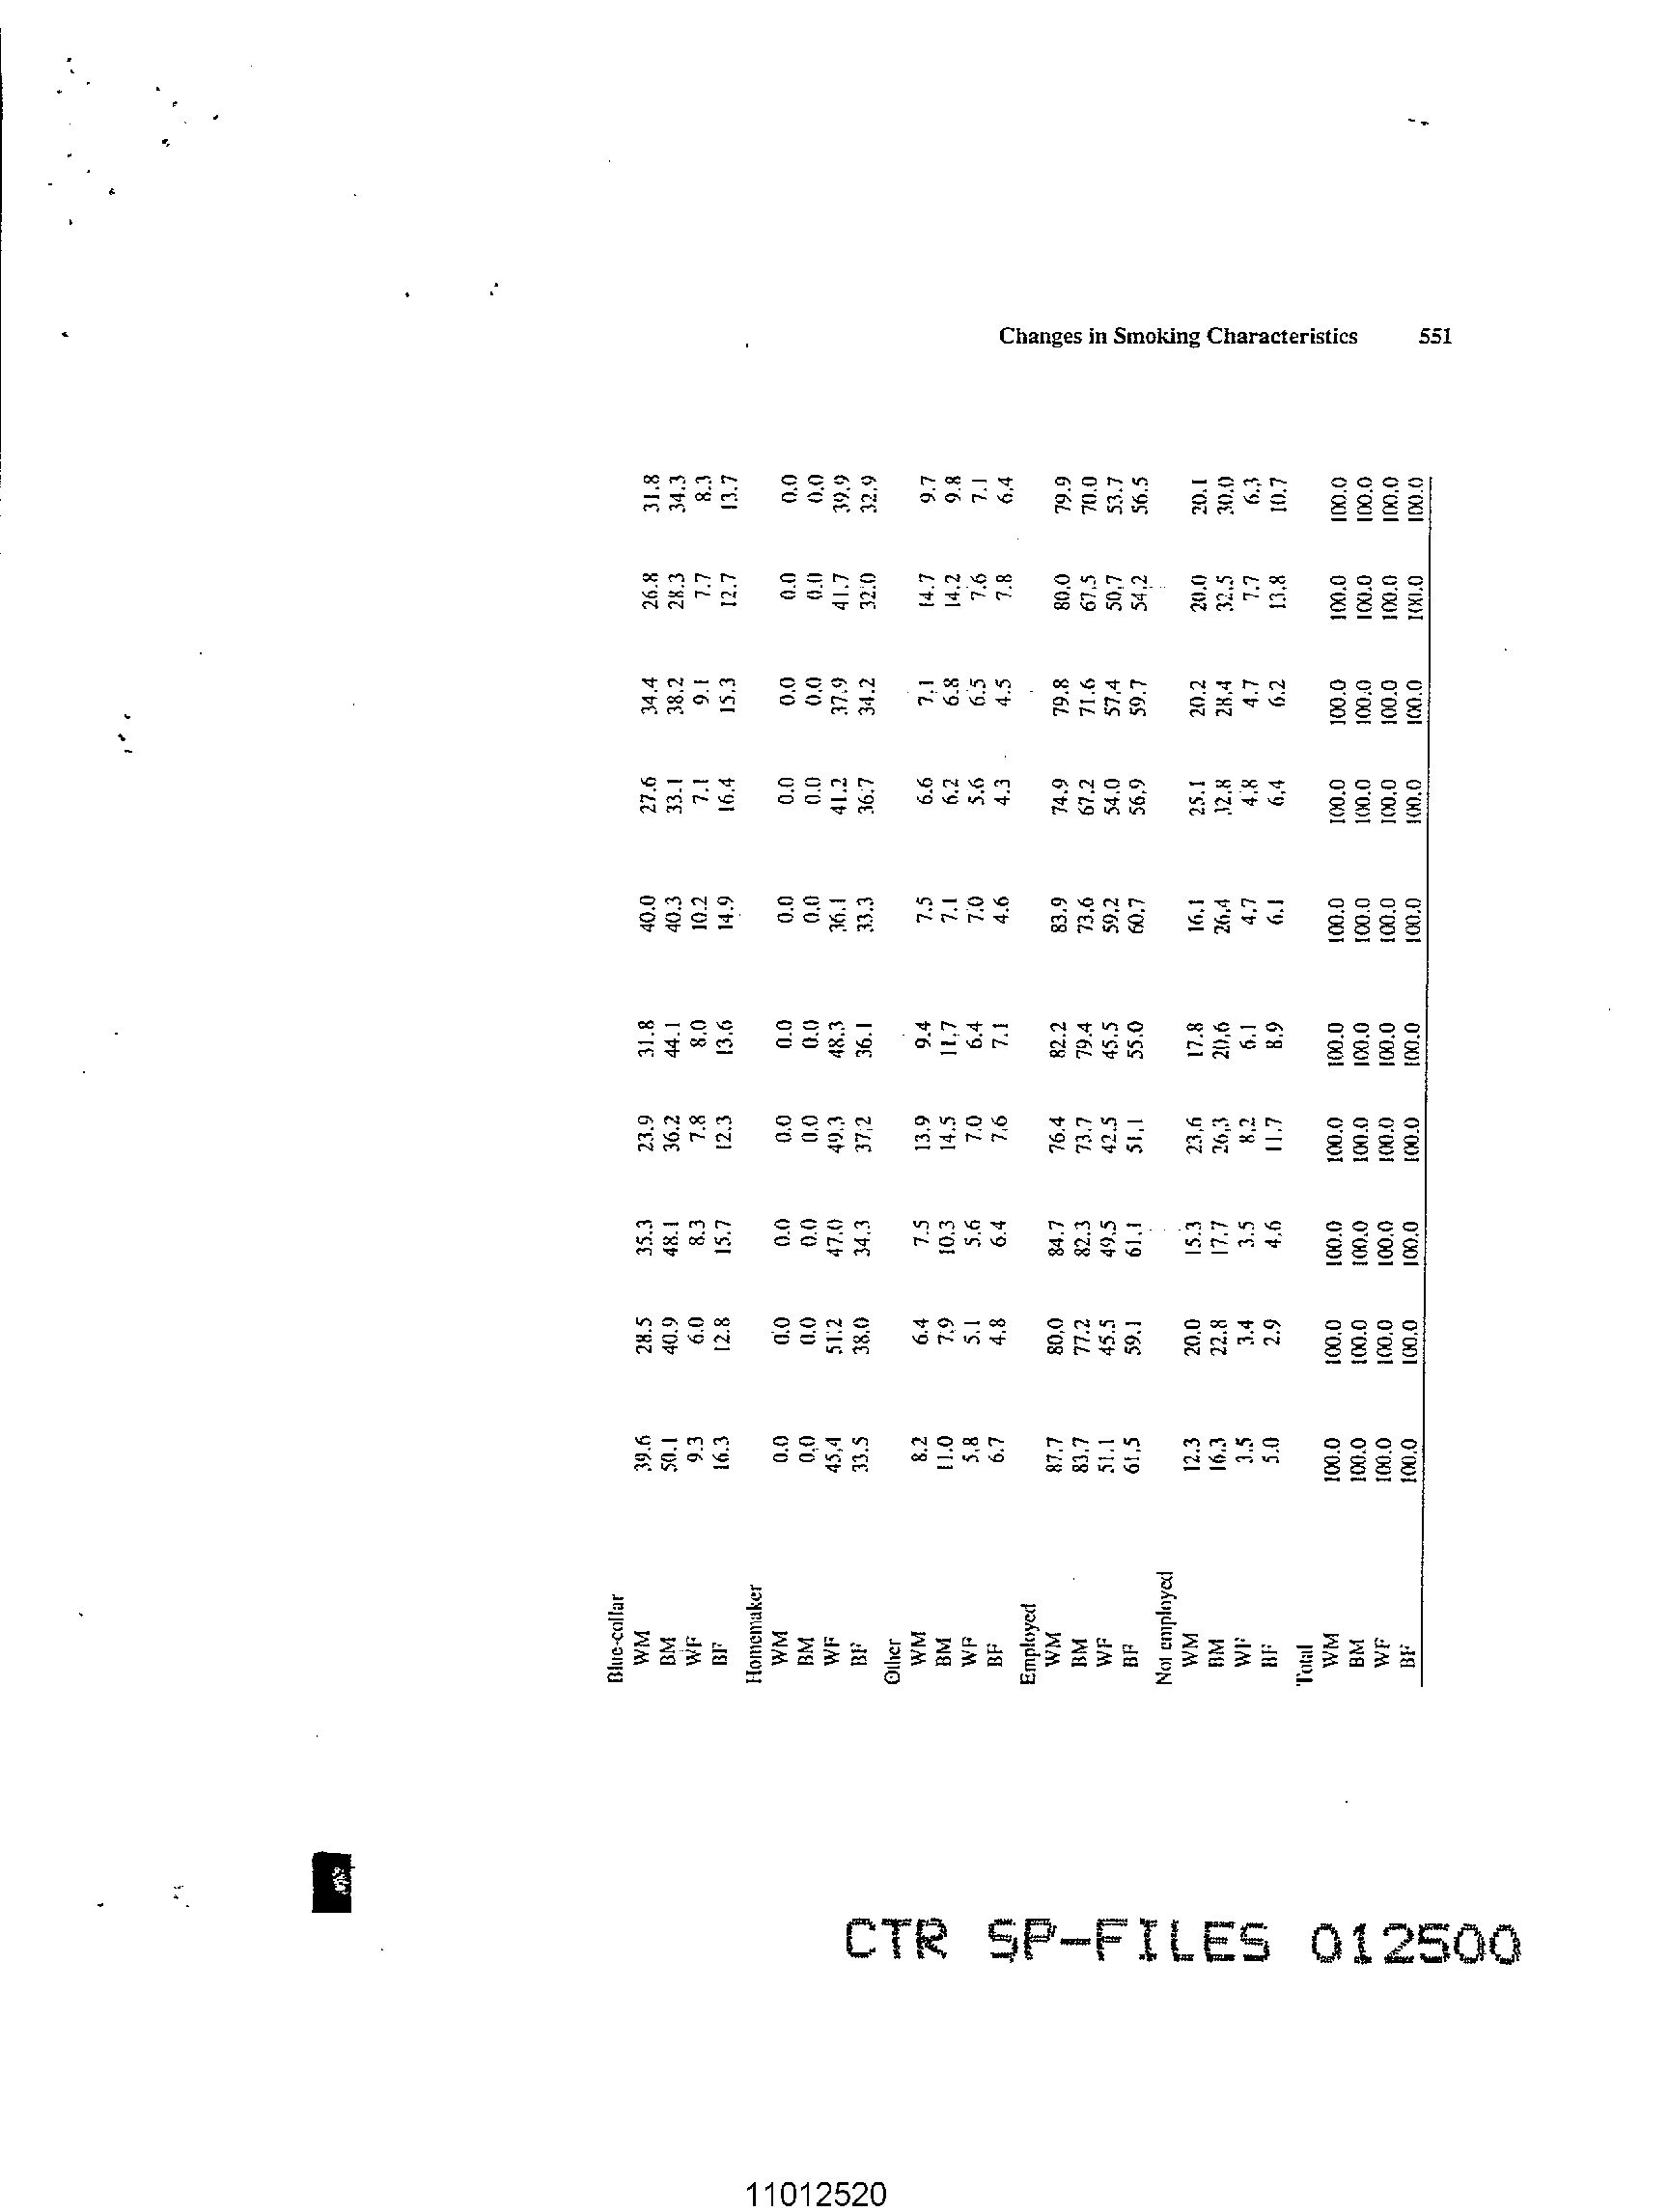 Changes in Smoking Characteristics 551
Blue-collar
WM 39.6 28.5 35.3 23.9 31.8 40.0 27.6 34.4 26.8 31.8
BM 50.1 40.9 48.1 36.2 44.1 40.3 33.1 38.2 28.3 34.3
WF 9.3 6.0 8.3 7.8 8.0 10.2 7.1 9.1 7.7 8.3
BF 16.3 12.8 15.7 12.3 13.6 14.9 16.4 15.3 12.7 13.7
Homemaker
WM 0.0 0.0 0.0 0.0 0.0 0.0 0.0 0.0 0.0 0.0
BM 0.0 0.0 0.0 0.0 0.0 0.0 0.0 0.0 0.0 0.0
WF 45.4 51.2 47.0 49.3 48.3 36.1 41.2 37.9 41.7 39.9
BF 33.5 38.0 34.3 37.2 36.1 33.3 36.7 34.2 32.0 32.9
Other
WM 8.2 6.4 7.5 13.9 9.4 7.5 6.6 7.1 14.7 9.7
BM 11.0 7.9 10.3 14.5 11.7 7.1 6.2 6.8 14.2 9.8
WF 5.8 5.1 5.6 7.0 6.4 7.0 5.6 6.5 7.6 7.1
BF 6.7 4.8 6.4 7.6 7.1 4.6 4.3 4.5 7.8 6.4
Employed
WM 87.7 80.0 84.7 76.4 82.2 83.9 74.9 79.8 80.0 79.9
BM 83.7 77.2 82.3 73.7 79.4 73.6 67.2 71.6 67.5 70.0
WF 51.1 45.5 49.5 42.5 45.5 59.2 54.0 57.4 50.7 53.7
BF 61.5 59.1 61.1 51.1 55.0 60.7 56.9 59.7 54.2 56.5
Not employed
WM 12.3 20.0 15.3 23.6 17.8 16.1 25.1 20.2 20.0 20.1
BM 16.3 22.8 17.7 26.3 20.6 26.4 32.8 28.4 32.5 30.0
WF 3.5 3.4 3.5 8.2 6.1 4.7 4.8 4.7 7.7 6.3
BF 5.0 2.9 4.6 11.7 8.9 6.1 6.4 6.2 13.8 10.7
Total
WM 100.0 100.0 100.0 100.0 100.0 100.0 100.0 100.0 100.0 100.0
BM 100.0 100.0 100.0 100.0 100.0 100.0 100.0 100.0 100.0 100.0
WF 100.0 100.0 100.0 100.0 100.0 100.0 100.0 100.0 100.0 100.0
BF 100.0 100.0 100.0 100.0 100.0 100.0 100.0 100.0 100.0 100.0
CTR SP-FILES 012500
11012520